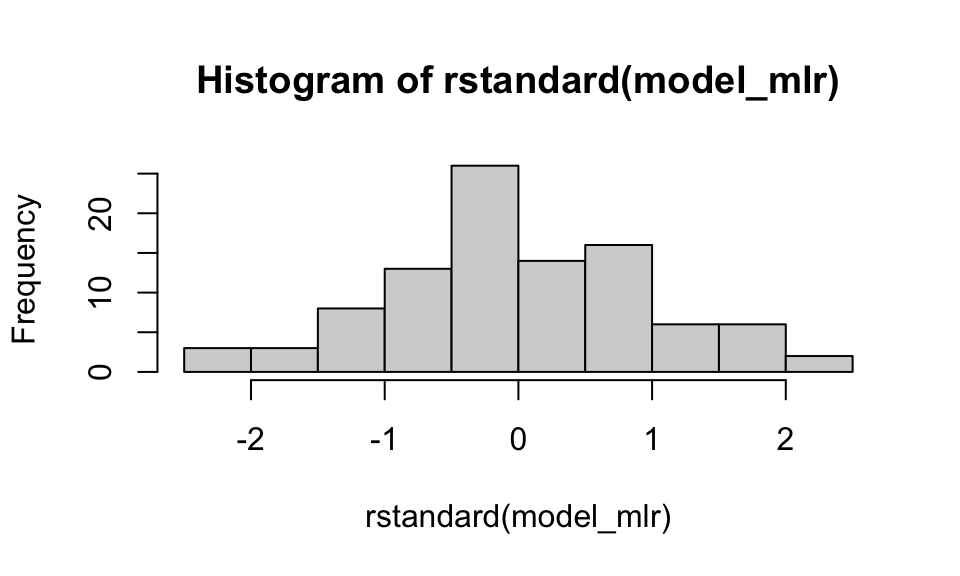 Histogram of rstandard(model_mlr)
Frequency
20
10
0
-2 -1 0 1 2
rstandard(model_mlr)